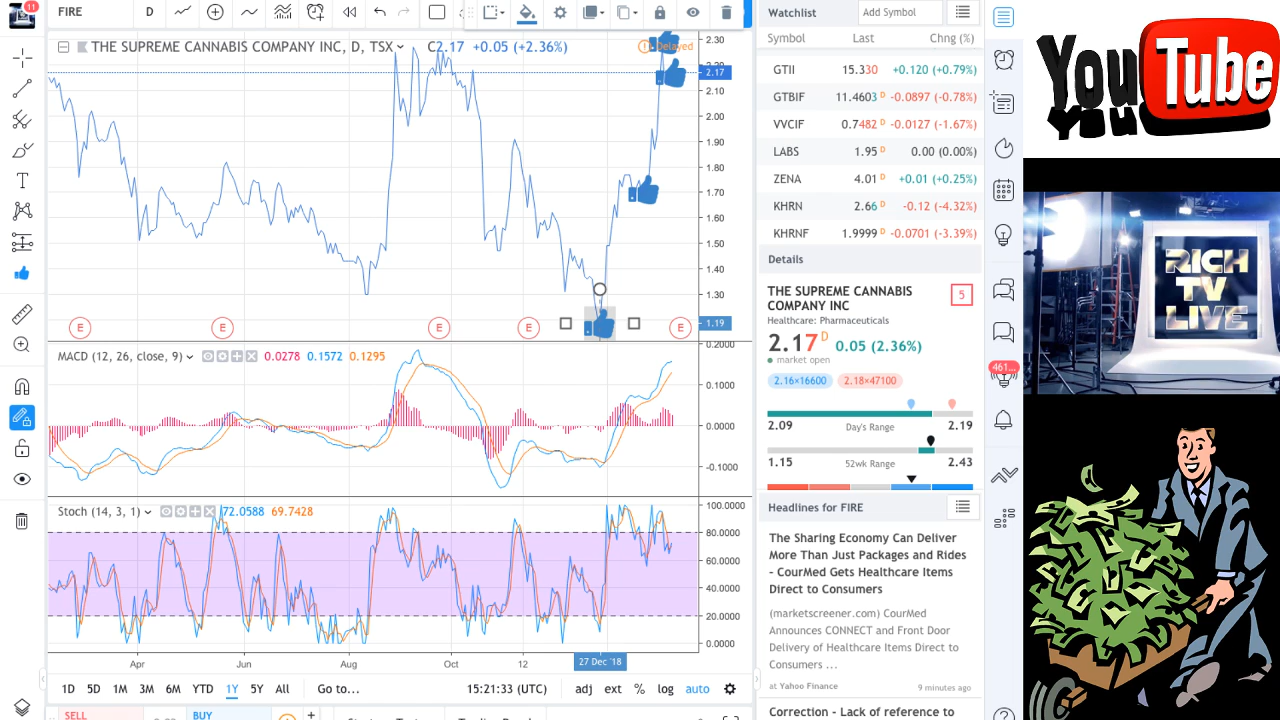 11
FIRE
D
THE SUPREME CANNABIS COMPANY INC, D, TSX
C2.17 +0.05 (+2.36%)
Delayed
2.30
2.17
2.10
2.00
1.90
1.80
1.70
1.60
1.50
1.40
1.30
1.19
E E E E E
MACD (12, 26, close, 9) 0.0278 0.1572 0.1295
0.2000
0.1000
0.0000
-0.1000
Stoch (14, 3, 1) 72.0588 69.7428
100.0000
80.0000
60.0000
40.0000
20.0000
0.0000
Apr Jun Aug Oct 12 27 Dec '18
1D 5D 1M 3M 6M YTD 1Y 5Y All Go to... 15:21:33 (UTC) adj ext % log auto
SELL BUY
Watchlist Add Symbol
Symbol Last Chng (%)
GTII 15.330 +0.120 (+0.79%)
GTBIF 11.4603 D -0.0897 (-0.78%)
VVCIF 0.7482 D -0.0127 (-1.67%)
LABS 1.95 D 0.00 (0.00%)
ZENA 4.01 D +0.01 (+0.25%)
KHRN 2.66 D -0.12 (-4.32%)
KHRNF 1.9999 D -0.0701 (-3.39%)
Details
THE SUPREME CANNABIS
COMPANY INC
5
Healthcare: Pharmaceuticals
2.17 D 0.05 (2.36%)
market open
2.16×16600 2.18×47100
2.09 Day's Range 2.19
1.15 52wk Range 2.43
Headlines for FIRE
The Sharing Economy Can Deliver
More Than Just Packages and Rides
- CourMed Gets Healthcare Items
Direct to Consumers
(marketscreener.com) CourMed
Announces CONNECT and Front Door
Delivery of Healthcare Items Direct to
Consumers ...
at Yahoo Finance 9 minutes ago
Correction - Lack of reference to
461...
You Tube
RICH
TV
LIVE